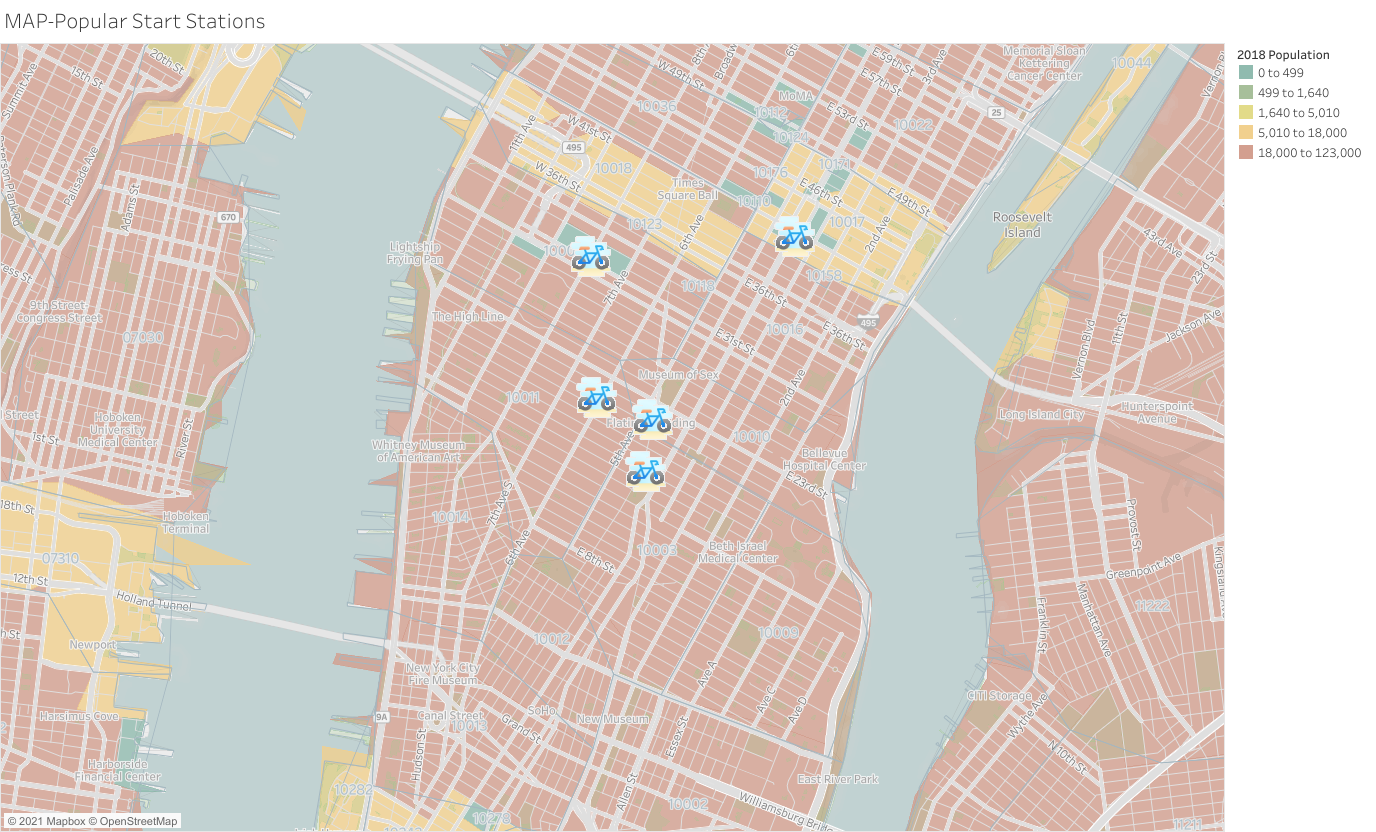 MAP-Popular Start Stations
2018 Population
0 to 499
499 to 1,640
1,640 to 5,010
5,010 to 18,000
18,000 to 123,000
20th St
15th St
Summit Ave
Palisade Ave
Paterson Plank Rd
Adams St
670
9th Street-
Congress Street
07030
Hoboken
University
Medical Center
1st St
River St
Hoboken
Terminal
18th St
07310
12th St
Holland Tunnel
Newport
Harsimus Cove
Harborside
Financial Center
Lightship
Frying Pan
The High Line
Whitney Museum
of American Art
11th Ave
W 41st St
495
W 36th St
10018
10036
W 49th St
8th
Broadw
6th
MoMA
10112
E 53rd St
E 57th St
E 59th St
3rd Ave
Memorial Sloan
Kettering
Cancer Center
25
10044
10022
10124
10171
10176
Times
Square Ball
10110
E 46th St
E 49th St
10017
2nd Ave
10123
6th Ave
7th Ave
10118
10158
E 36th St
10016
E 36th St
495
E 31st St
Museum of Sex
2nd Ave
10011
5th Ave
10010
Bellevue
Hospital Center
E 23rd St
7th Ave S
10014
6th Ave
E 8th St
10003
Beth Israel
Medical Center
10012
10009
Ave A
Ave C
Ave D
New York City
Fire Museum
Canal Street
10013
SoHo
Grand St
New Museum
Essex St
Allen St
Hudson St
9A
10282
10278
10002
East River Park
Williamsburg Bridge
Roosevelt
Island
43rd Ave
23rd St
11th St
Jackson Ave
Vernon Blvd
Long Island City
Hunterspoint
Avenue
Provost St
Greenpoint Ave
11222
Franklin St
Manhattan Ave
CITI Storage
Wythe Ave
N 10th St
11211
© 2021 Mapbox © OpenStreetMap